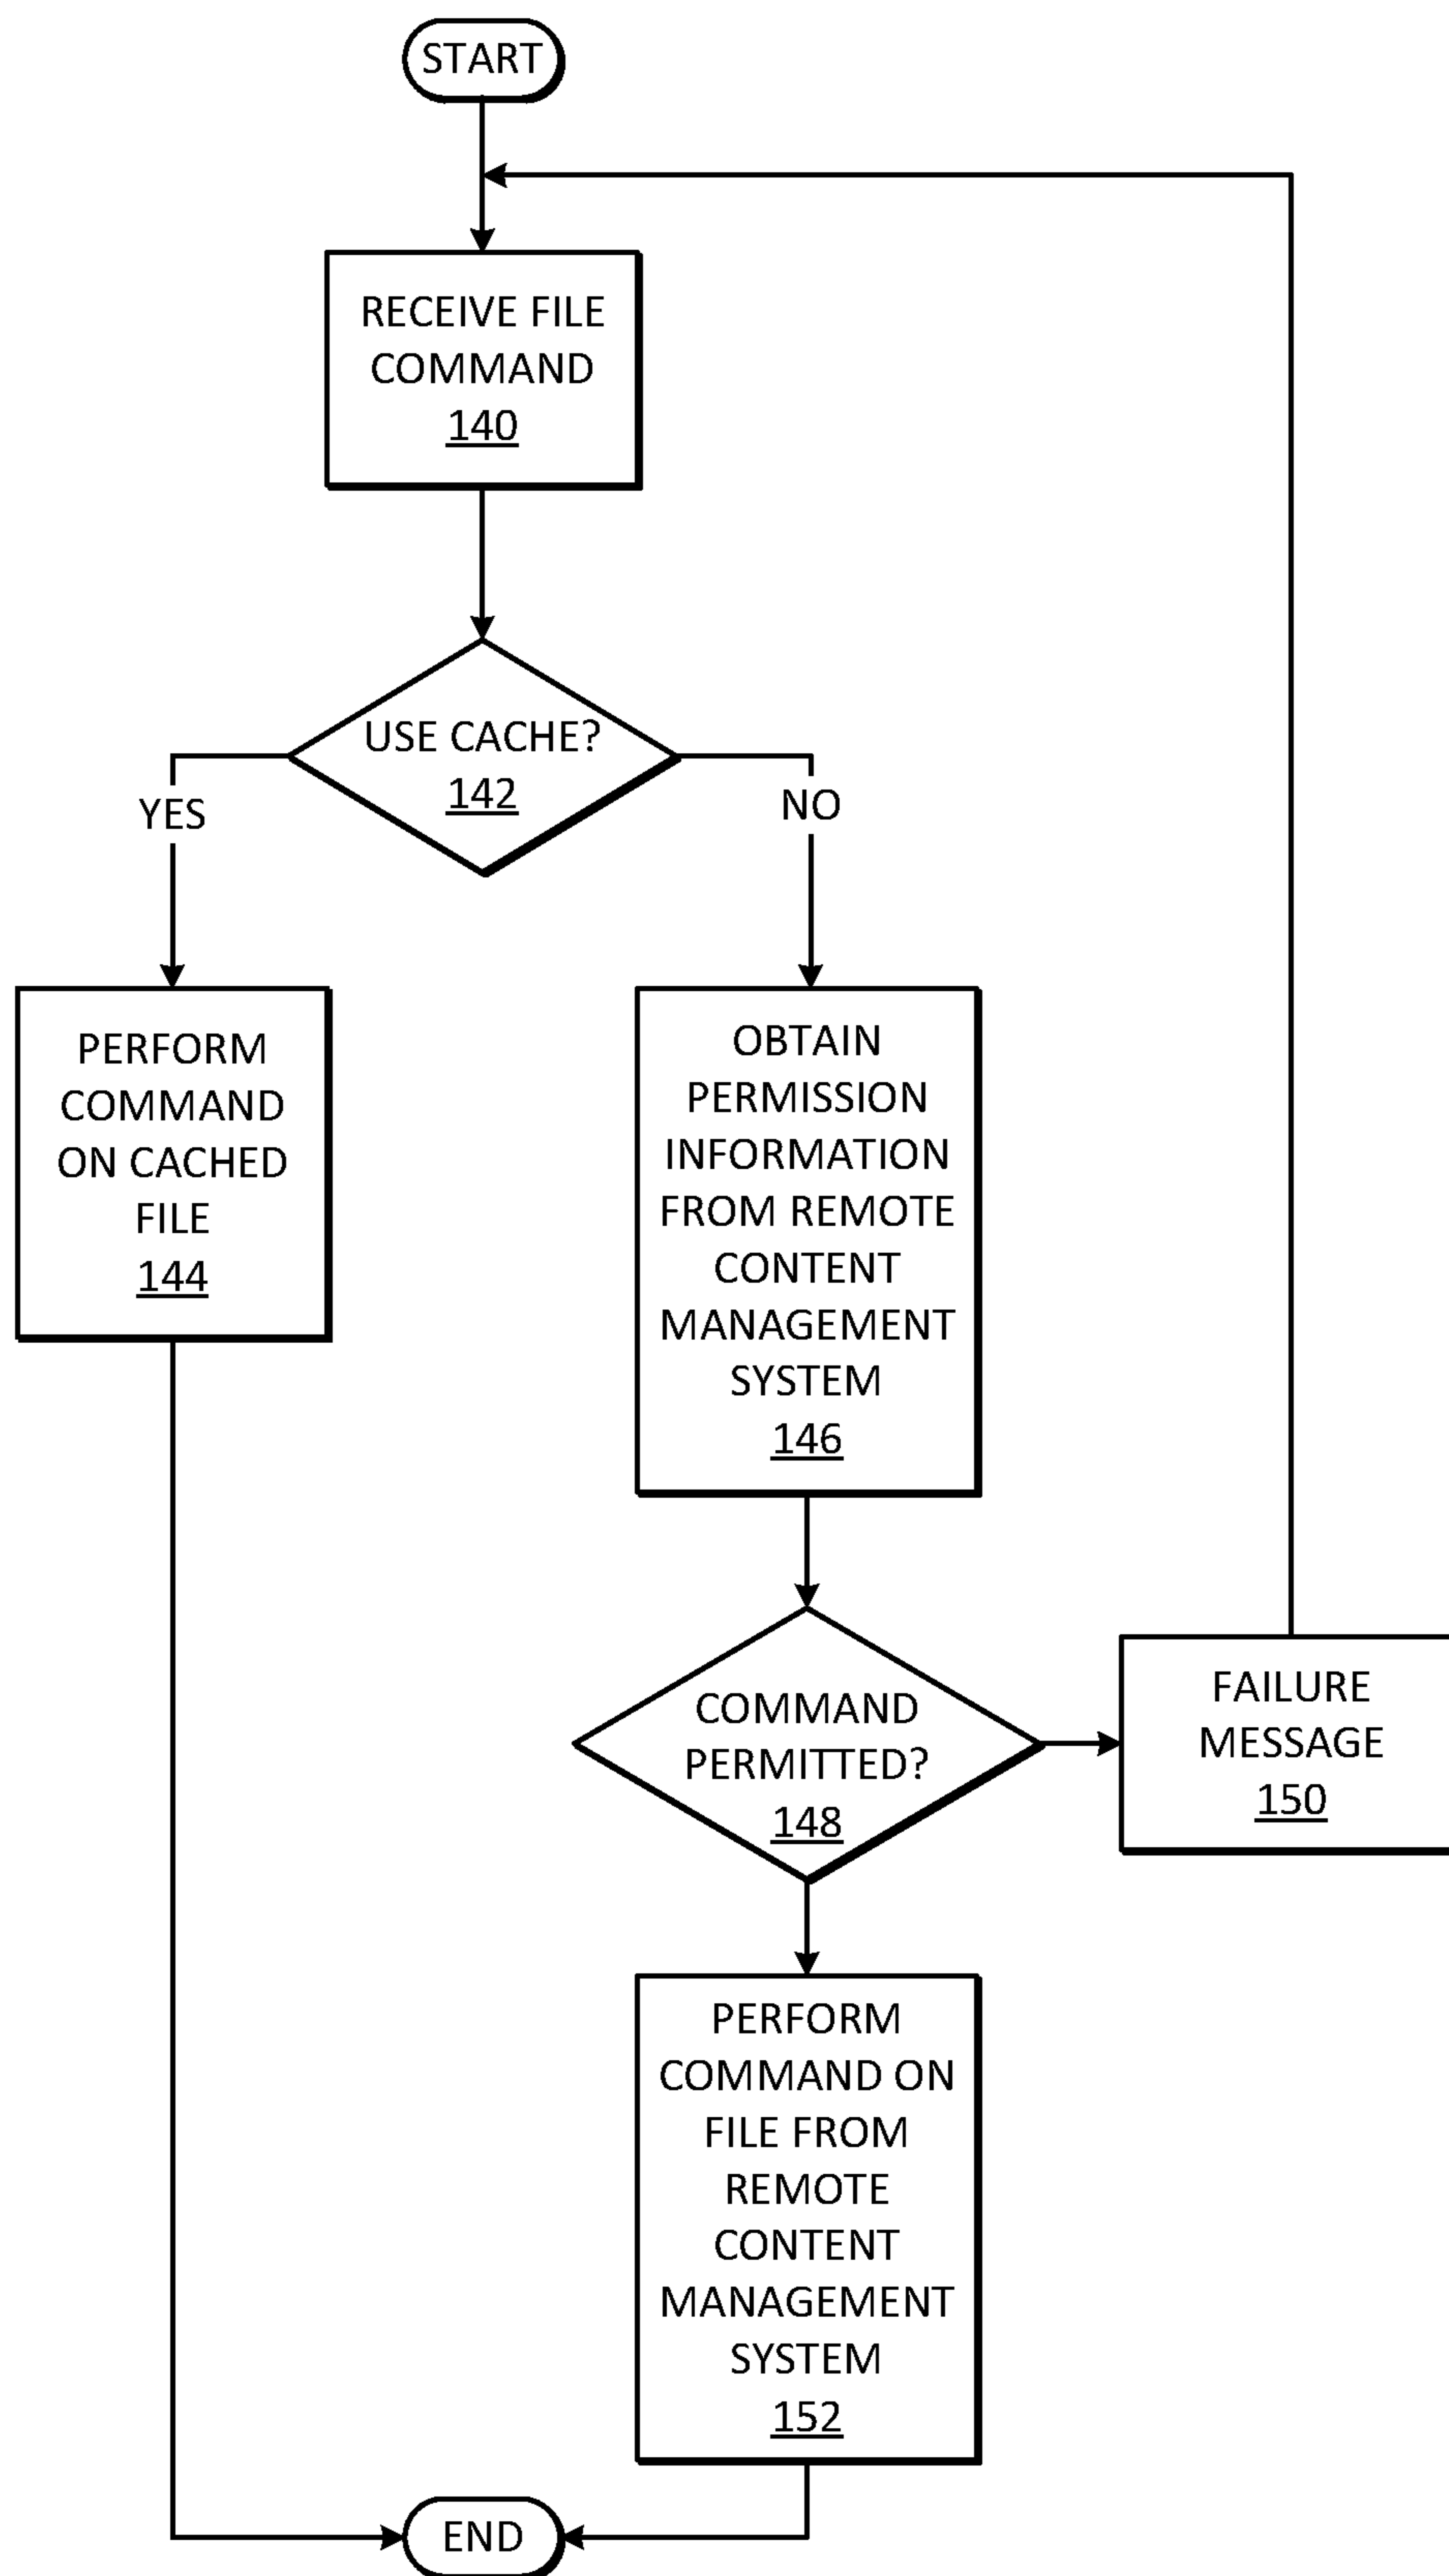 START
RECEIVE FILE
COMMAND
140
USE CACHE?
142
YES
NO
PERFORM
COMMAND
ON CACHED
FILE
144
OBTAIN
PERMISSION
INFORMATION
FROM REMOTE
CONTENT
MANAGEMENT
SYSTEM
146
COMMAND
PERMITTED?
148
FAILURE
MESSAGE
150
PERFORM
COMMAND ON
FILE FROM
REMOTE
CONTENT
MANAGEMENT
SYSTEM
152
END